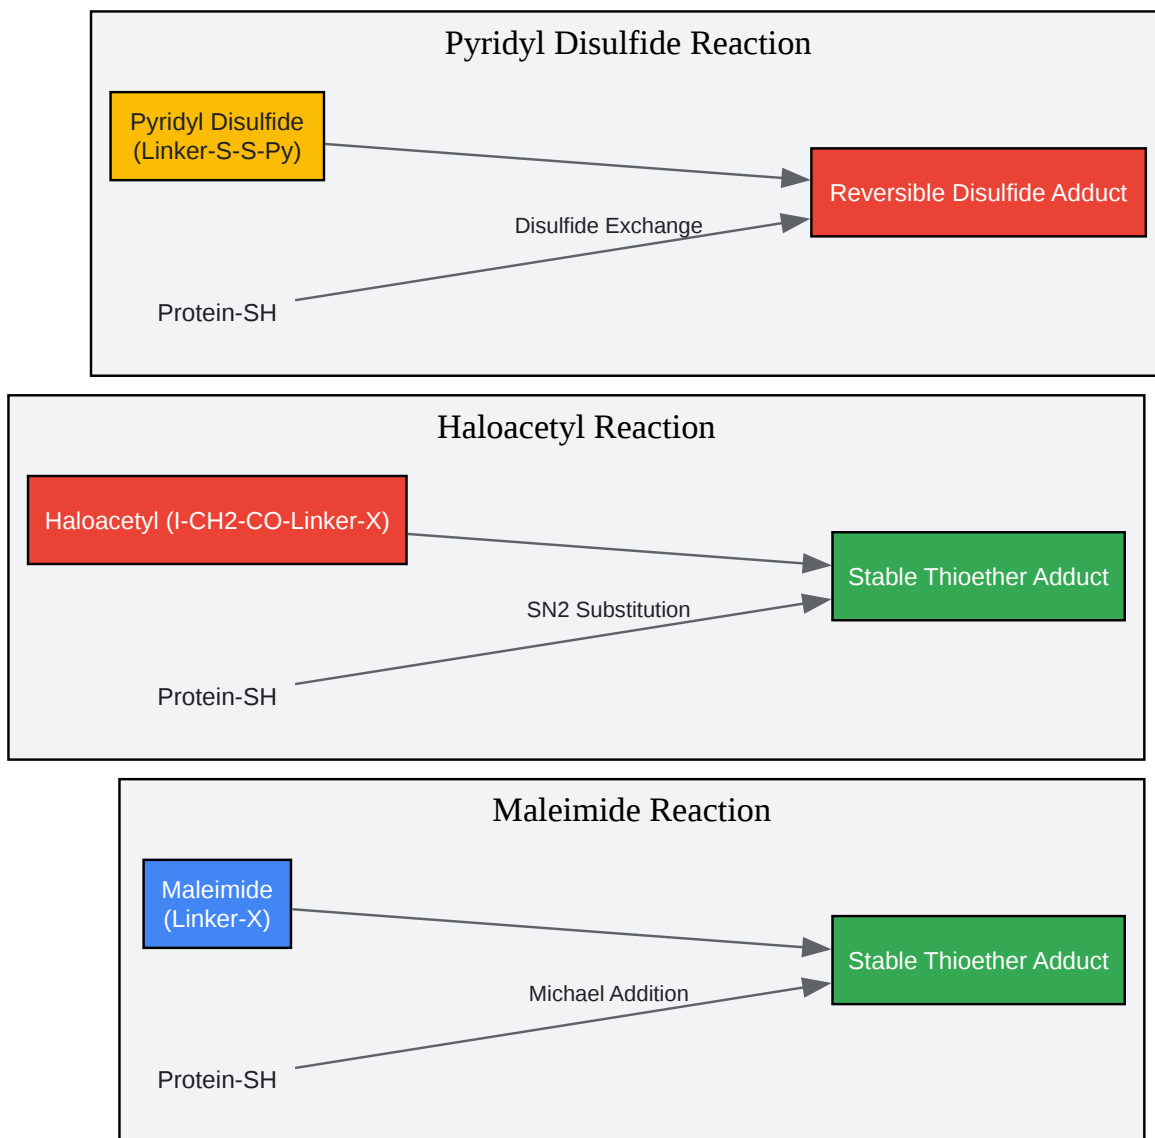 Pyridyl Disulfide Reaction
Pyridyl Disulfide
(Linker-S-S-Py)
Reversible Disulfide Adduct
Disulfide Exchange
Protein-SH
Haloacetyl Reaction
Haloacetyl (I-CH2-CO-Linker-X)
Stable Thioether Adduct
SN2 Substitution
Protein-SH
Maleimide Reaction
Maleimide
(Linker-X)
Stable Thioether Adduct
Michael Addition
Protein-SH